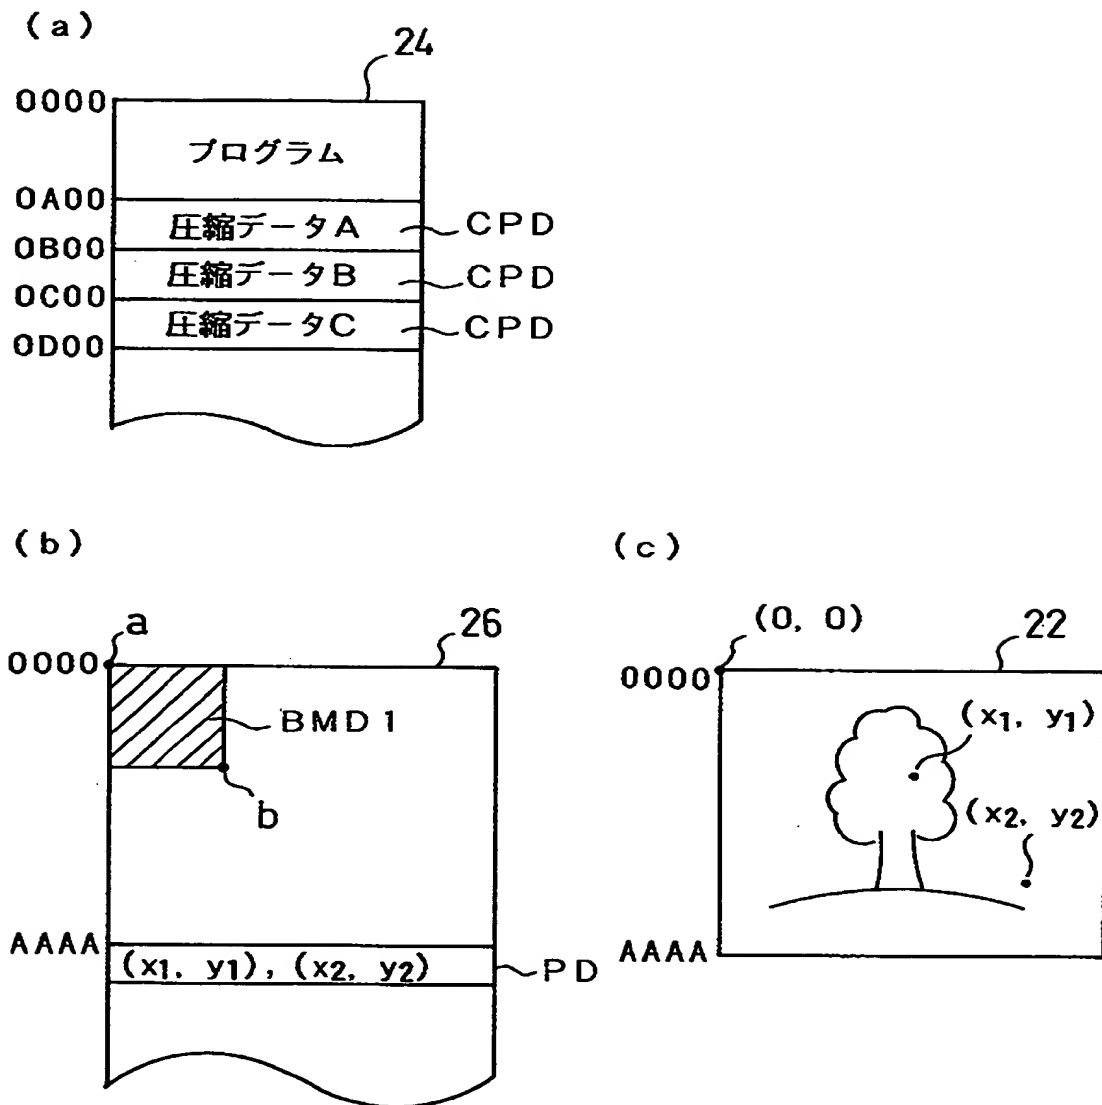 (a)
24
0000
プログラム
0A00
圧縮データA CPD
0B00
圧縮データB CPD
0C00
圧縮データC CPD
0D00
(b)
a
26
0000
BMD1
b
AAAA
(x1, y1), (x2, y2) PD
(c)
(0, 0)
22
0000
(x1, y1)
(x2, y2)
AAAA